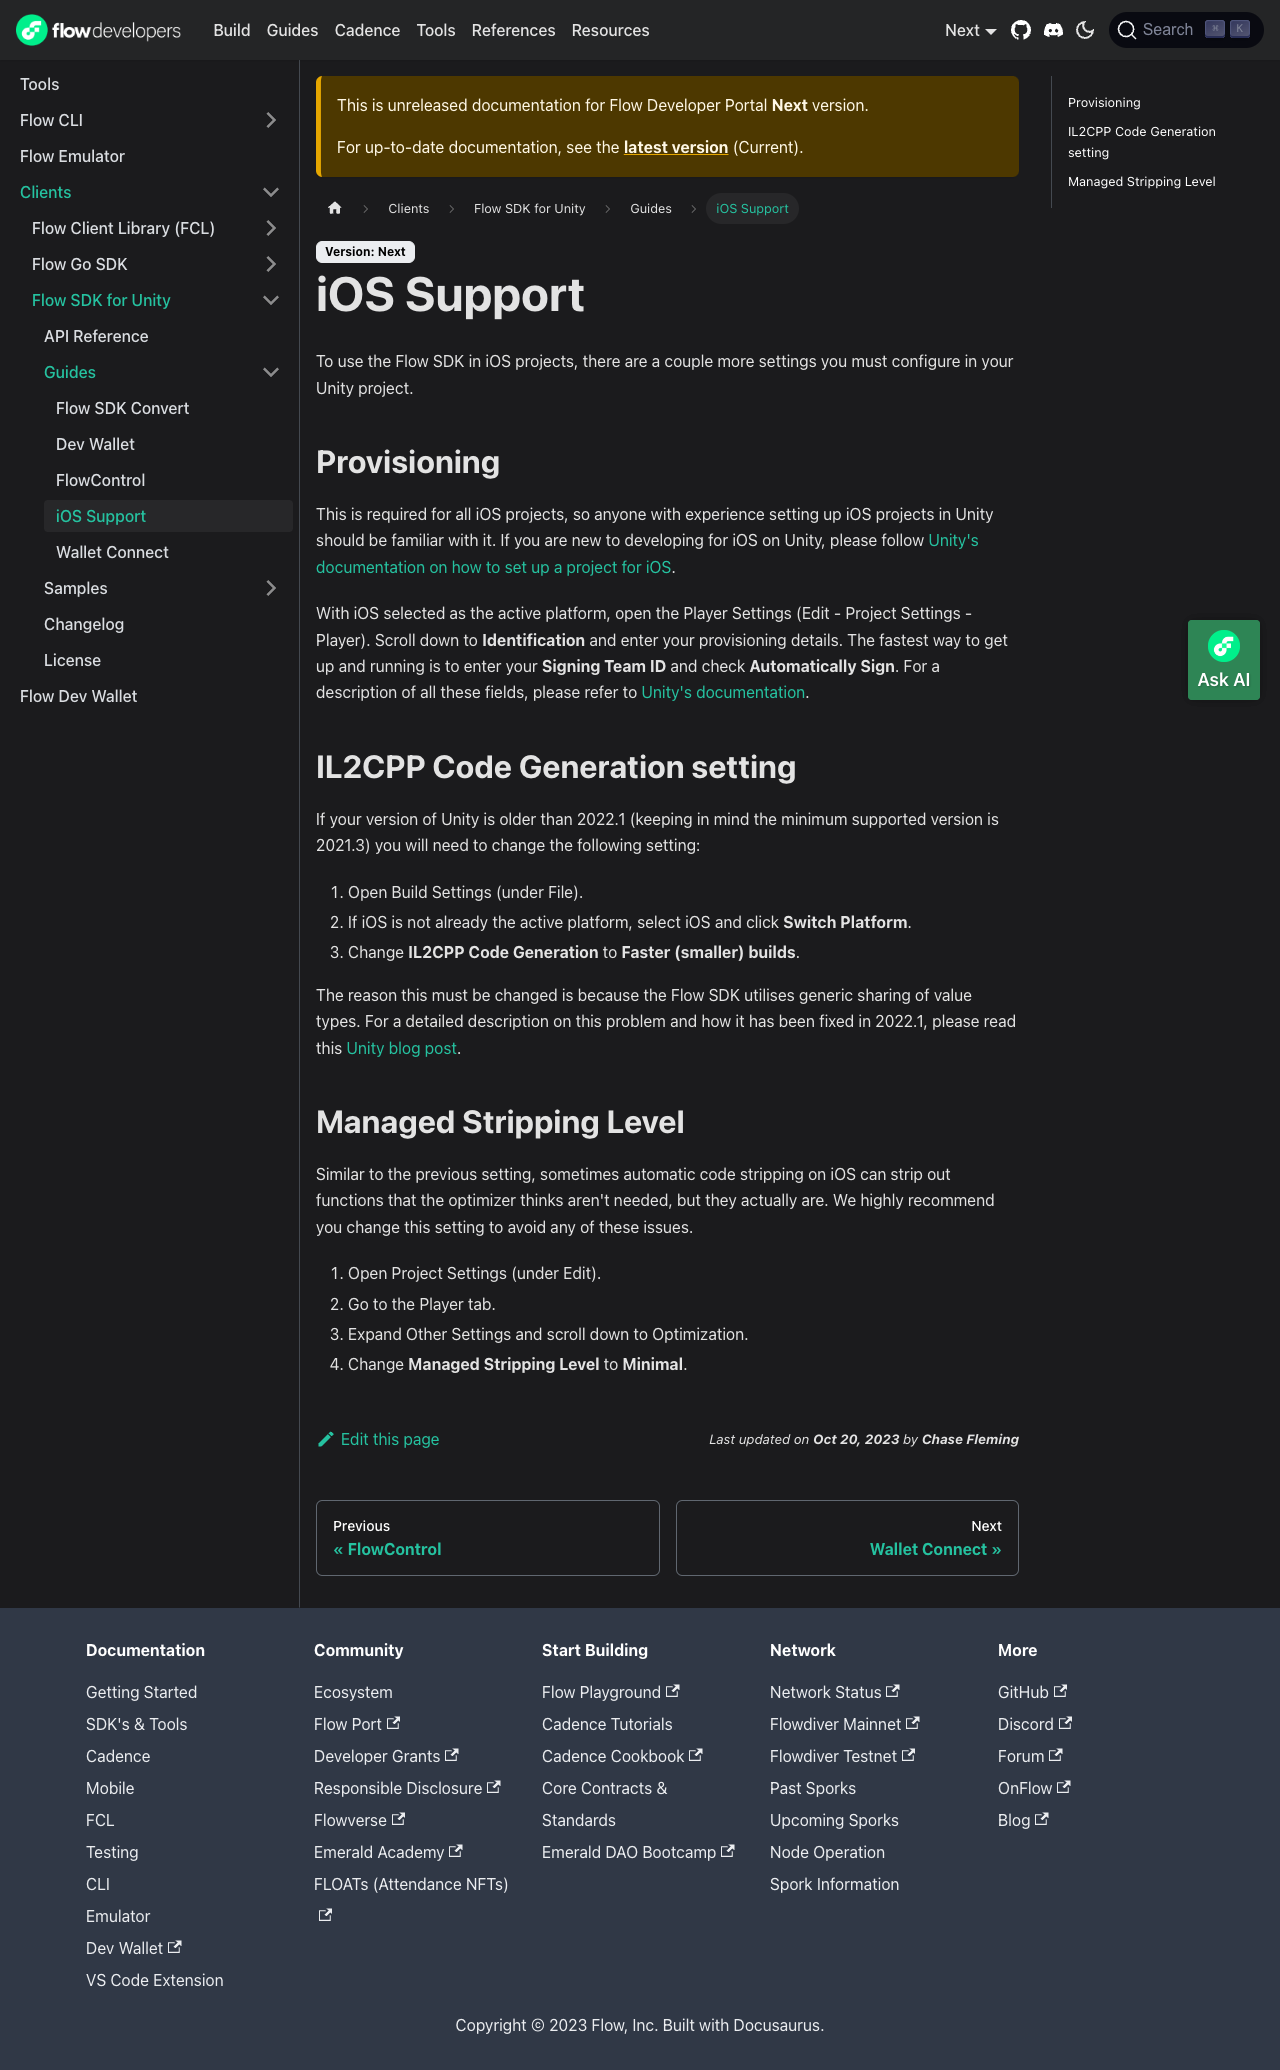 flowdevelopers
Build Guides Cadence Tools References Resources
Next
Search ⌘ K
Tools
Flow CLI
Flow Emulator
Clients
Flow Client Library (FCL)
Flow Go SDK
Flow SDK for Unity
API Reference
Guides
Flow SDK Convert
Dev Wallet
FlowControl
iOS Support
Wallet Connect
Samples
Changelog
License
Flow Dev Wallet
This is unreleased documentation for Flow Developer Portal Next version.
For up-to-date documentation, see the latest version (Current).
Clients Flow SDK for Unity Guides iOS Support
Version: Next
iOS Support
To use the Flow SDK in iOS projects, there are a couple more settings you must configure in your
Unity project.
Provisioning
This is required for all iOS projects, so anyone with experience setting up iOS projects in Unity
should be familiar with it. If you are new to developing for iOS on Unity, please follow Unity's
documentation on how to set up a project for iOS.
With iOS selected as the active platform, open the Player Settings (Edit - Project Settings -
Player). Scroll down to Identification and enter your provisioning details. The fastest way to get
up and running is to enter your Signing Team ID and check Automatically Sign. For a
description of all these fields, please refer to Unity's documentation.
IL2CPP Code Generation setting
If your version of Unity is older than 2022.1 (keeping in mind the minimum supported version is
2021.3) you will need to change the following setting:
1. Open Build Settings (under File).
2. If iOS is not already the active platform, select iOS and click Switch Platform.
3. Change IL2CPP Code Generation to Faster (smaller) builds.
The reason this must be changed is because the Flow SDK utilises generic sharing of value
types. For a detailed description on this problem and how it has been fixed in 2022.1, please read
this Unity blog post.
Managed Stripping Level
Similar to the previous setting, sometimes automatic code stripping on iOS can strip out
functions that the optimizer thinks aren't needed, but they actually are. We highly recommend
you change this setting to avoid any of these issues.
1. Open Project Settings (under Edit).
2. Go to the Player tab.
3. Expand Other Settings and scroll down to Optimization.
4. Change Managed Stripping Level to Minimal.
Edit this page
Last updated on Oct 20, 2023 by Chase Fleming
Previous
« FlowControl
Next
Wallet Connect »
Provisioning
IL2CPP Code Generation
setting
Managed Stripping Level
Ask AI
Documentation
Getting Started
SDK's & Tools
Cadence
Mobile
FCL
Testing
CLI
Emulator
Dev Wallet
VS Code Extension
Community
Ecosystem
Flow Port
Developer Grants
Responsible Disclosure
Flowverse
Emerald Academy
FLOATs (Attendance NFTs)
Start Building
Flow Playground
Cadence Tutorials
Cadence Cookbook
Core Contracts &
Standards
Emerald DAO Bootcamp
Network
Network Status
Flowdiver Mainnet
Flowdiver Testnet
Past Sporks
Upcoming Sporks
Node Operation
Spork Information
More
GitHub
Discord
Forum
OnFlow
Blog
Copyright © 2023 Flow, Inc. Built with Docusaurus.